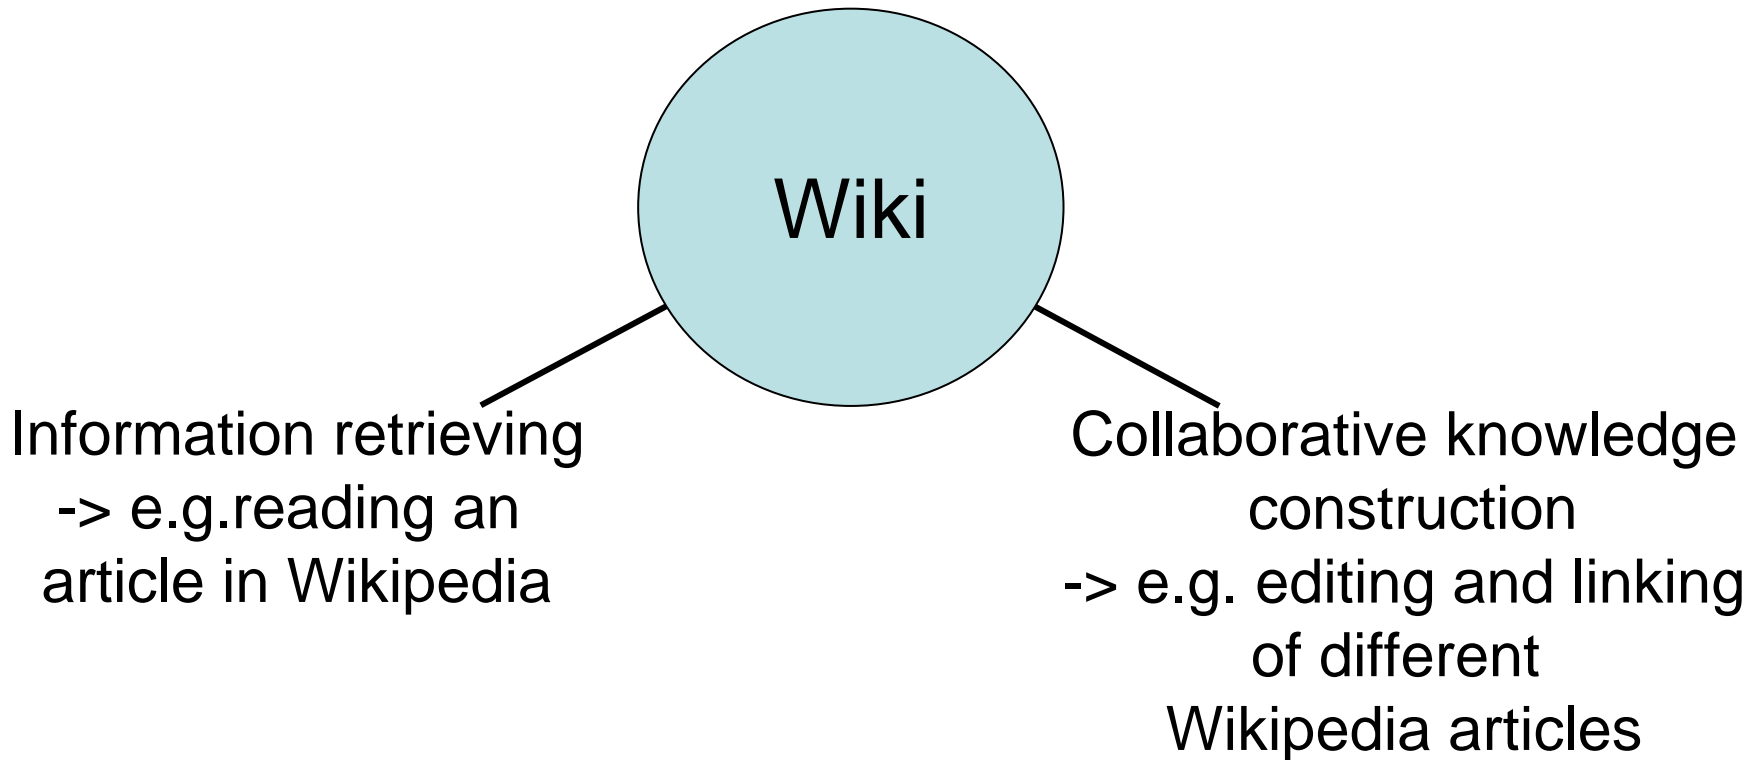 Wiki
Information retrieving
-> e.g.reading an
article in Wikipedia
Collaborative knowledge
construction
-> e.g. editing and linking
of different
Wikipedia articles